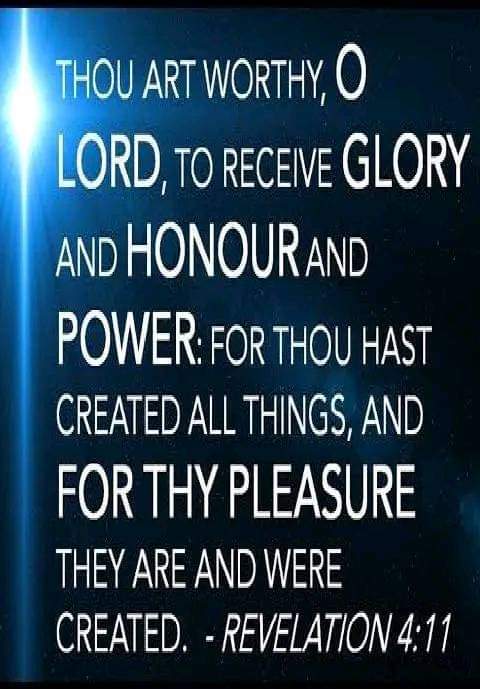 THOU ART WORTHY, O
LORD, TO RECEIVE GLORY
AND HONOUR AND
POWER: FOR THOU HAST
CREATED ALL THINGS, AND
FOR THY PLEASURE
THEY ARE AND WERE
CREATED. - REVELATION 4:11